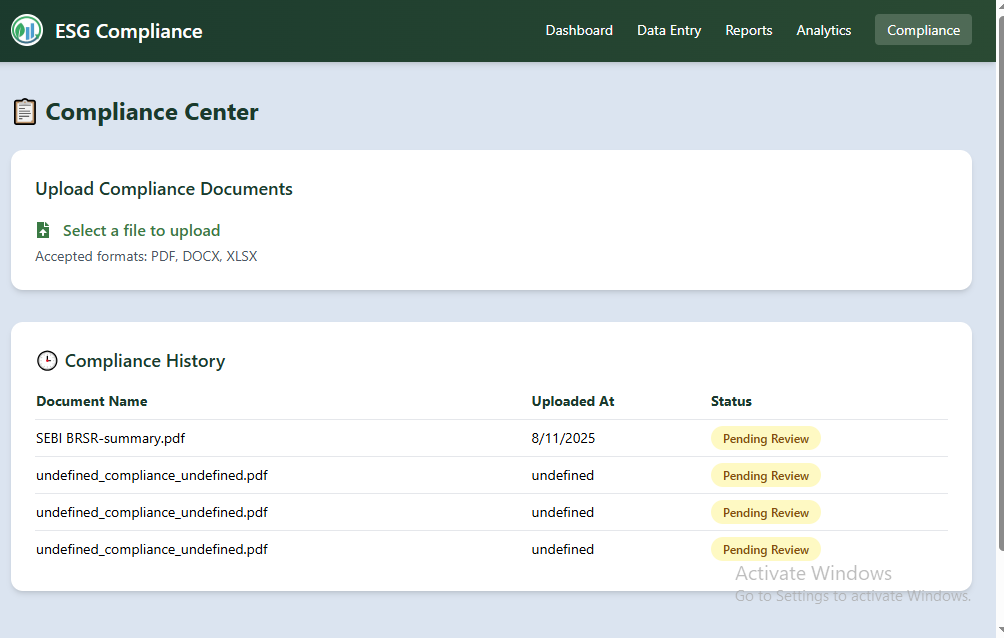 ESG Compliance
Dashboard Data Entry Reports Analytics Compliance
Compliance Center
Upload Compliance Documents
Select a file to upload
Accepted formats: PDF, DOCX, XLSX
Compliance History
Document Name Uploaded At Status
SEBI BRSR-summary.pdf 8/11/2025 Pending Review
undefined_compliance_undefined.pdf undefined Pending Review
undefined_compliance_undefined.pdf undefined Pending Review
undefined_compliance_undefined.pdf undefined Pending Review
Activate Windows
Go to Settings to activate Windows.